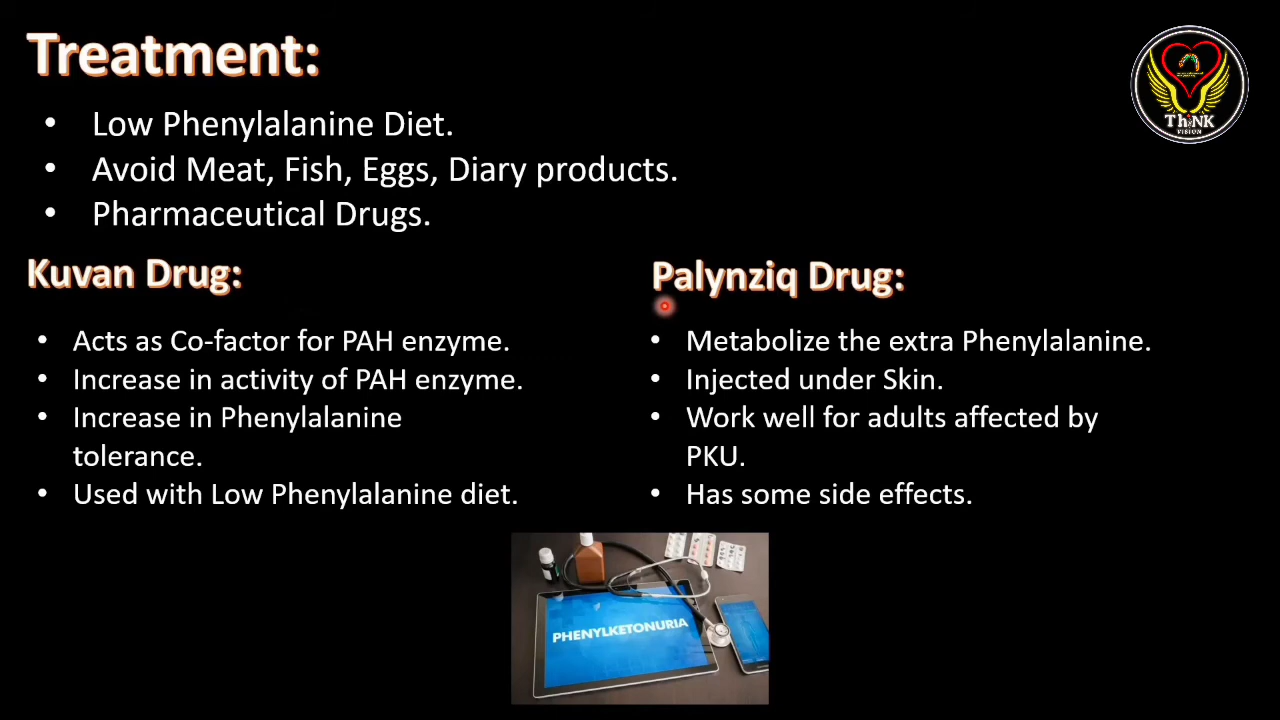 Treatment:
ThiNK
VISION
• Low Phenylalanine Diet.
• Avoid Meat, Fish, Eggs, Diary products.
• Pharmaceutical Drugs.
Kuvan Drug:
• Acts as Co-factor for PAH enzyme.
• Increase in activity of PAH enzyme.
• Increase in Phenylalanine
tolerance.
• Used with Low Phenylalanine diet.
Palynziq Drug:
• Metabolize the extra Phenylalanine.
• Injected under Skin.
• Work well for adults affected by
PKU.
• Has some side effects.
PHENYLKETONURIA